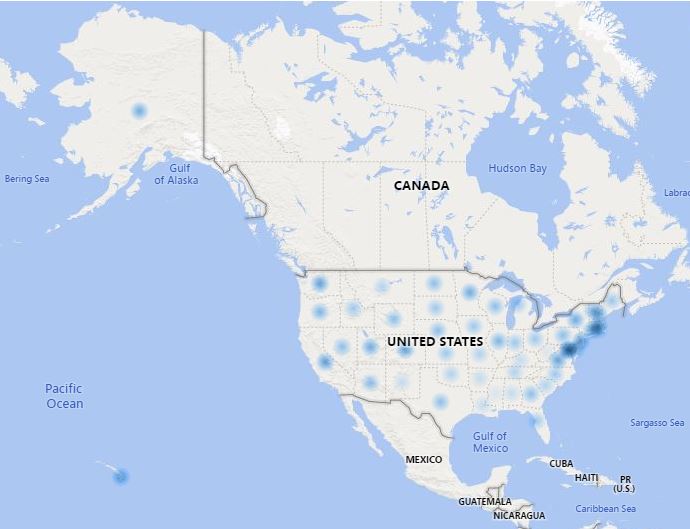 Bering Sea
Gulf
of Alaska
Hudson Bay
CANADA
Labrac
UNITED STATES
Pacific
Ocean
Sargasso Sea
Gulf of
Mexico
MEXICO
CUBA
HAITI
PR
(U.S.)
GUATEMALA
Caribbean Sea
NICARAGUA